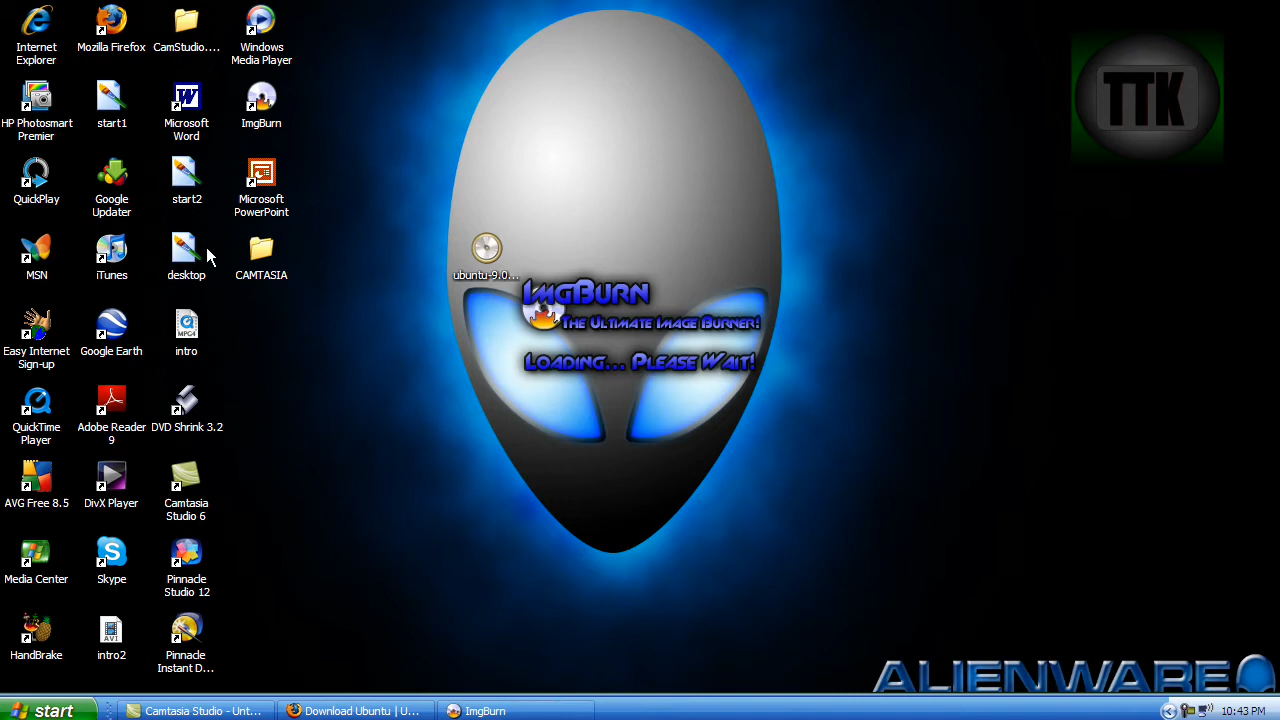 Internet
Explorer
Mozilla Firefox
CamStudio....
Windows
Media Player
HP Photosmart
Premier
start1
Microsoft
Word
ImgBurn
QuickPlay
Google
Updater
start2
Microsoft
PowerPoint
MSN
iTunes
desktop
CAMTASIA
Easy Internet
Sign-up
Google Earth
intro
QuickTime
Player
Adobe Reader
9
DVD Shrink 3.2
AVG Free 8.5
DivX Player
Camtasia
Studio 6
Media Center
Skype
Pinnacle
Studio 12
HandBrake
intro2
Pinnacle
Instant D...
MPG4
AVI
ubuntu-9.0...
ImgBurn
The Ultimate Image Burner!
Loading... Please Wait!
TTK
ALIENWARE
start
Camtasia Studio - Unt...
Download Ubuntu | U...
ImgBurn
10:43 PM